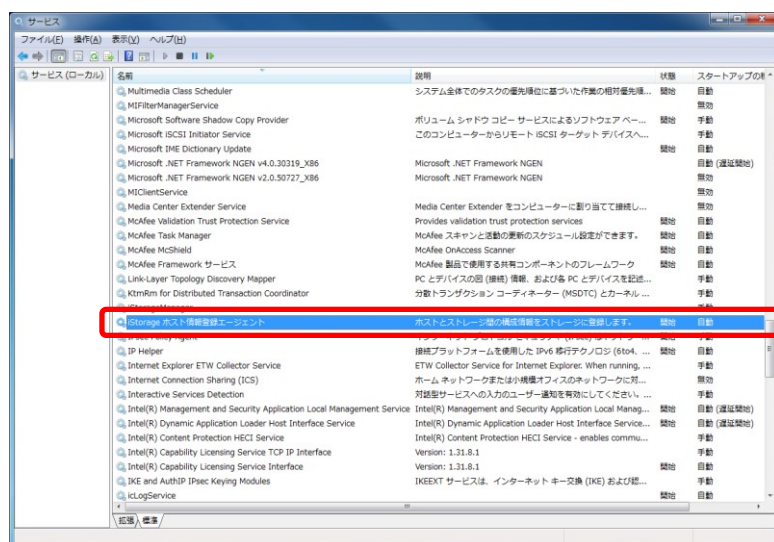 サービス
ファイル(F) 操作(A) 表示(V) ヘルプ(H)
サービス (ローカル)
名前 説明 状態 スタートアップの種
Multimedia Class Scheduler システム全体でのタスクの優先順位に基づいた作業の相対優先順... 開始 自動
MIFilterManagerService 無効
Microsoft Software Shadow Copy Provider ボリューム シャドウ コピー サービスによるソフトウェア ベー... 開始 手動
Microsoft iSCSI Initiator Service このコンピューターからリモート iSCSI ターゲット デバイスへ... 手動
Microsoft IME Dictionary Update 開始 自動
Microsoft .NET Framework NGEN v4.0.30319_X86 Microsoft .NET Framework NGEN 自動 (遅延開始)
Microsoft .NET Framework NGEN v2.0.50727_X86 Microsoft .NET Framework NGEN 無効
MIClientService 無効
Media Center Extender Service Media Center Extender をコンピューターに割り当てて接続し... 無効
McAfee Validation Trust Protection Service Provides validation trust protection services 開始 自動
McAfee Task Manager McAfee スキャンと活動の更新のスケジュール設定ができます。 開始 自動
McAfee McShield McAfee OnAccess Scanner 開始 自動
McAfee Framework サービス McAfee 製品で使用する共有コンポーネントのフレームワーク 開始 自動
Link-Layer Topology Discovery Mapper PC とデバイスの図 (接続) 情報、および各 PC とデバイスを記述... 手動
KtmRm for Distributed Transaction Coordinator 分散トランザクション コーディネーター (MSDTC) とカーネル ... 手動
iStorage ホスト情報登録エージェント ホストとストレージ間の構成情報をストレージに登録します。 開始 自動
IP Helper 接続プラットフォームを使用した IPv6 移行テクノロジ (6to4、... 開始 自動
Internet Explorer ETW Collector Service ETW Collector Service for Internet Explorer. When running, ... 手動
Internet Connection Sharing (ICS) ホーム ネットワークまたは小規模オフィスのネットワークに対... 無効
Interactive Services Detection 対話型サービスへの入力のユーザー通知を有効にしてください。... 手動
Intel(R) Management and Security Application Local Management Service Intel(R) Management and Security Application Local Manag... 開始 自動 (遅延開始)
Intel(R) Dynamic Application Loader Host Interface Service Intel(R) Dynamic Application Loader Host Interface Service... 開始 自動 (遅延開始)
Intel(R) Content Protection HECI Service Intel(R) Content Protection HECI Service - enables commu... 手動
Intel(R) Capability Licensing Service TCP IP Interface Version: 1.31.8.1 手動
Intel(R) Capability Licensing Service Interface Version: 1.31.8.1 開始 自動
IKE and AuthIP IPsec Keying Modules IKEEXT サービスは、インターネット キー交換 (IKE) および認... 手動
icLogService 開始 自動
拡張 標準